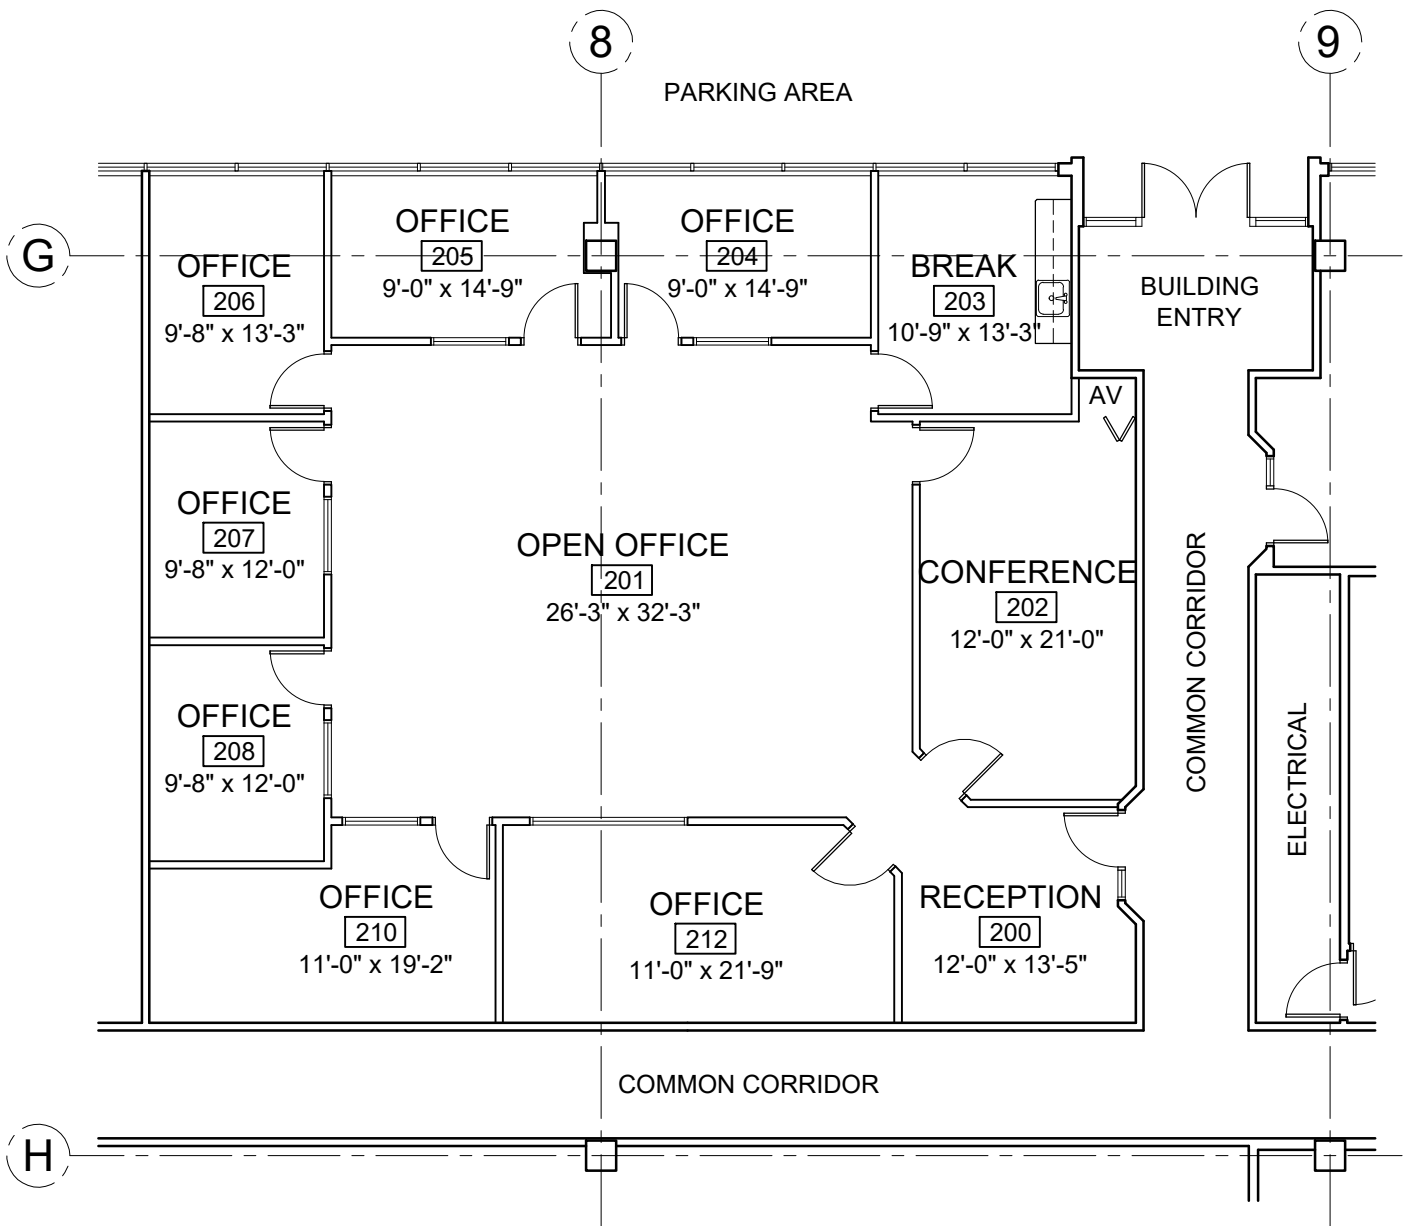 8
9
PARKING AREA
G
OFFICE
205
9'-0" x 14'-9"
OFFICE
204
9'-0" x 14'-9"
OFFICE
206
9'-8" x 13'-3"
BREAK
203
10'-9" x 13'-3"
BUILDING
ENTRY
AV
OFFICE
207
9'-8" x 12'-0"
OPEN OFFICE
201
26'-3" x 32'-3"
CONFERENCE
202
12'-0" x 21'-0"
COMMON CORRIDOR
ELECTRICAL
OFFICE
208
9'-8" x 12'-0"
OFFICE
210
11'-0" x 19'-2"
OFFICE
212
11'-0" x 21'-9"
RECEPTION
200
12'-0" x 13'-5"
COMMON CORRIDOR
H